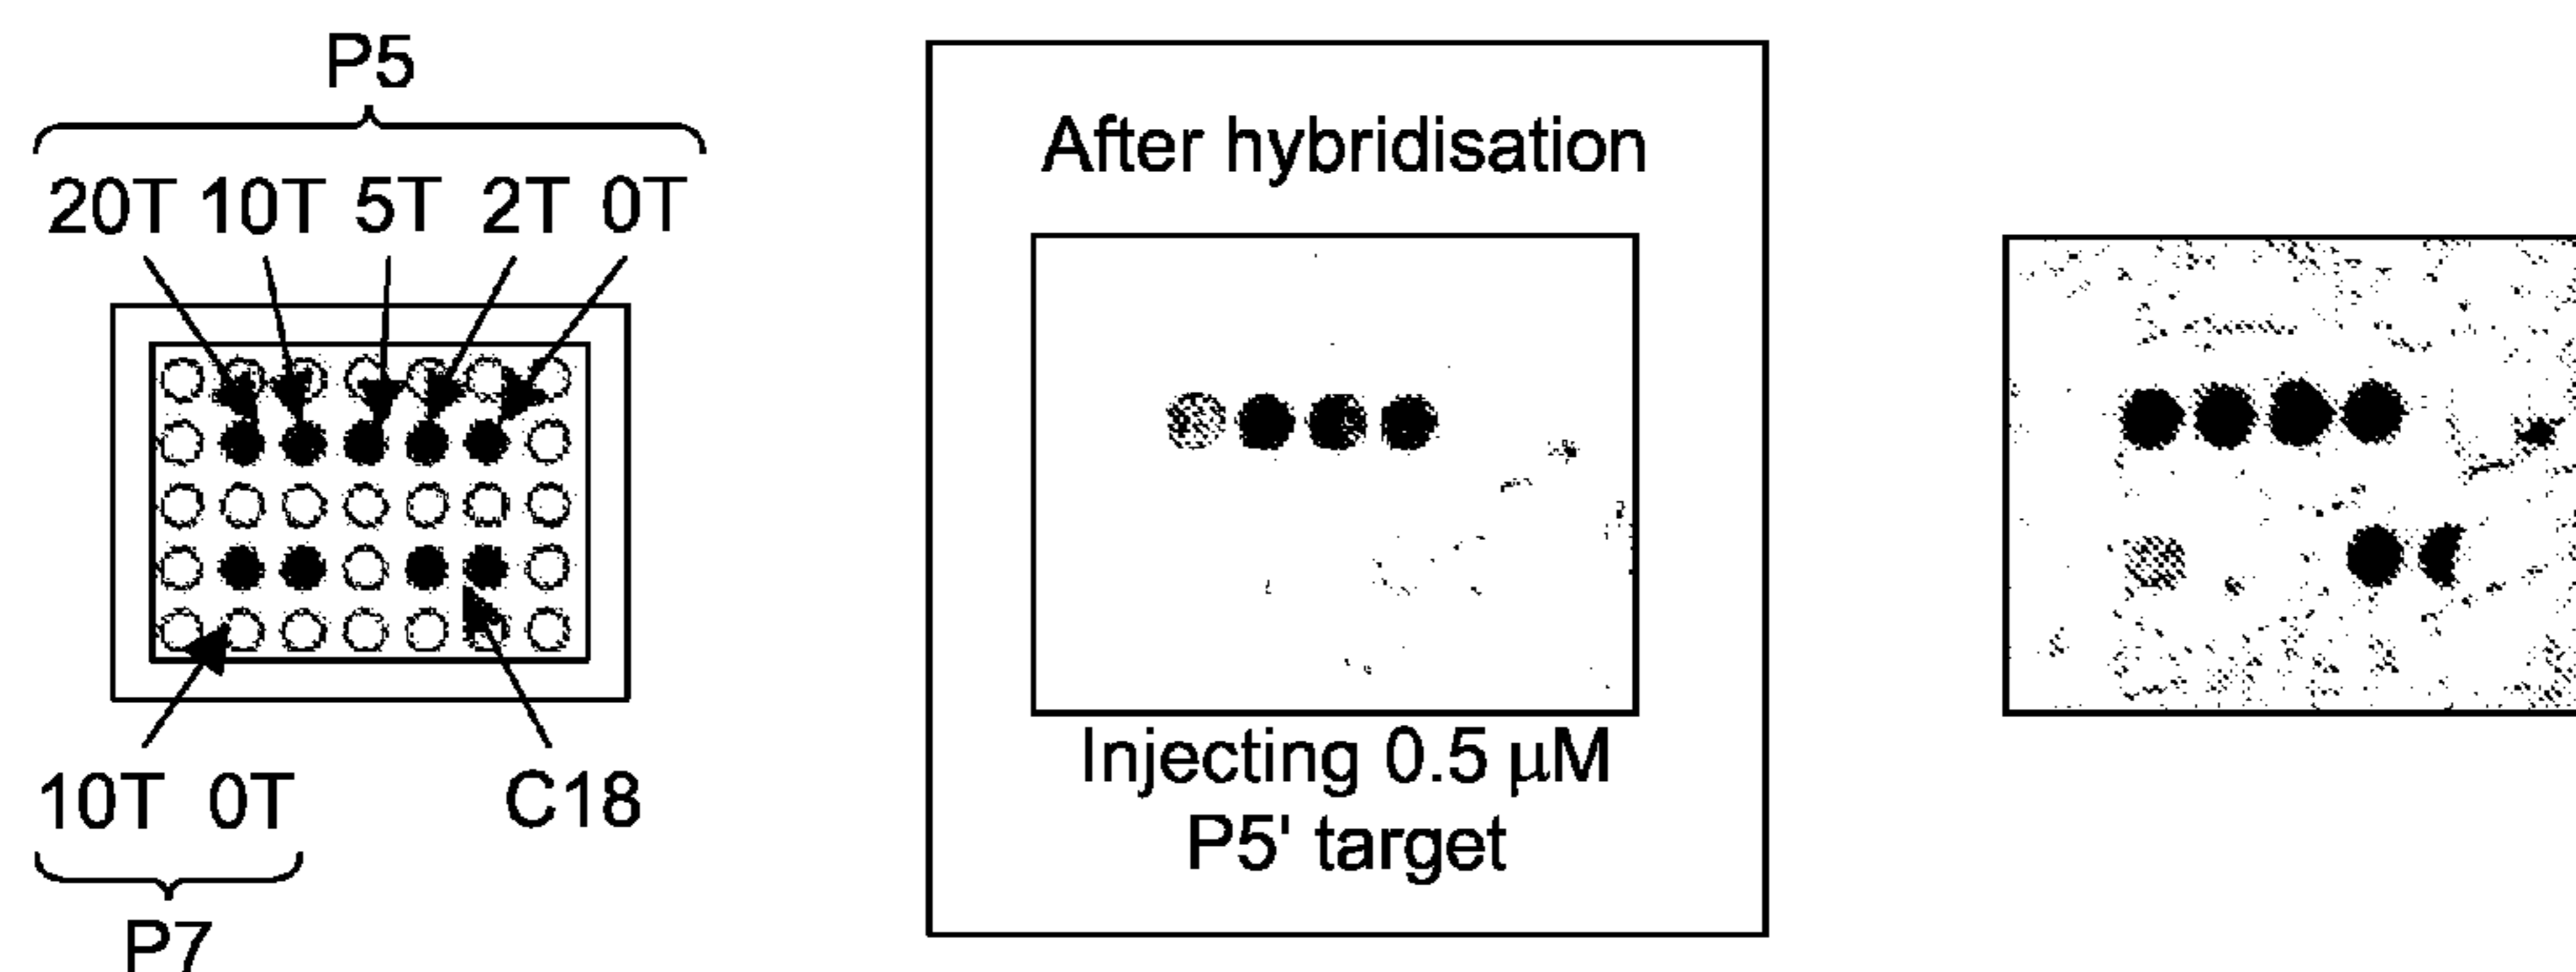 P5
20T 10T 5T 2T 0T
10T 0T
C18
P7
After hybridisation
Injecting 0.5 µM
P5' target